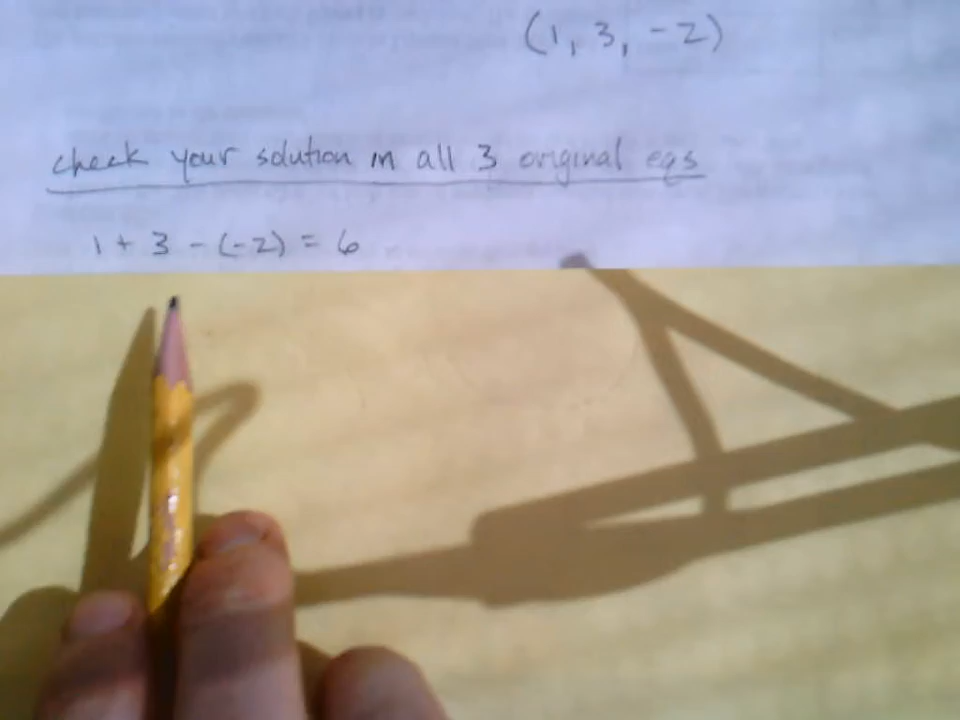 (1, 3, -2)
check your solution in all 3 original eqs
1 + 3 - (-2) = 6